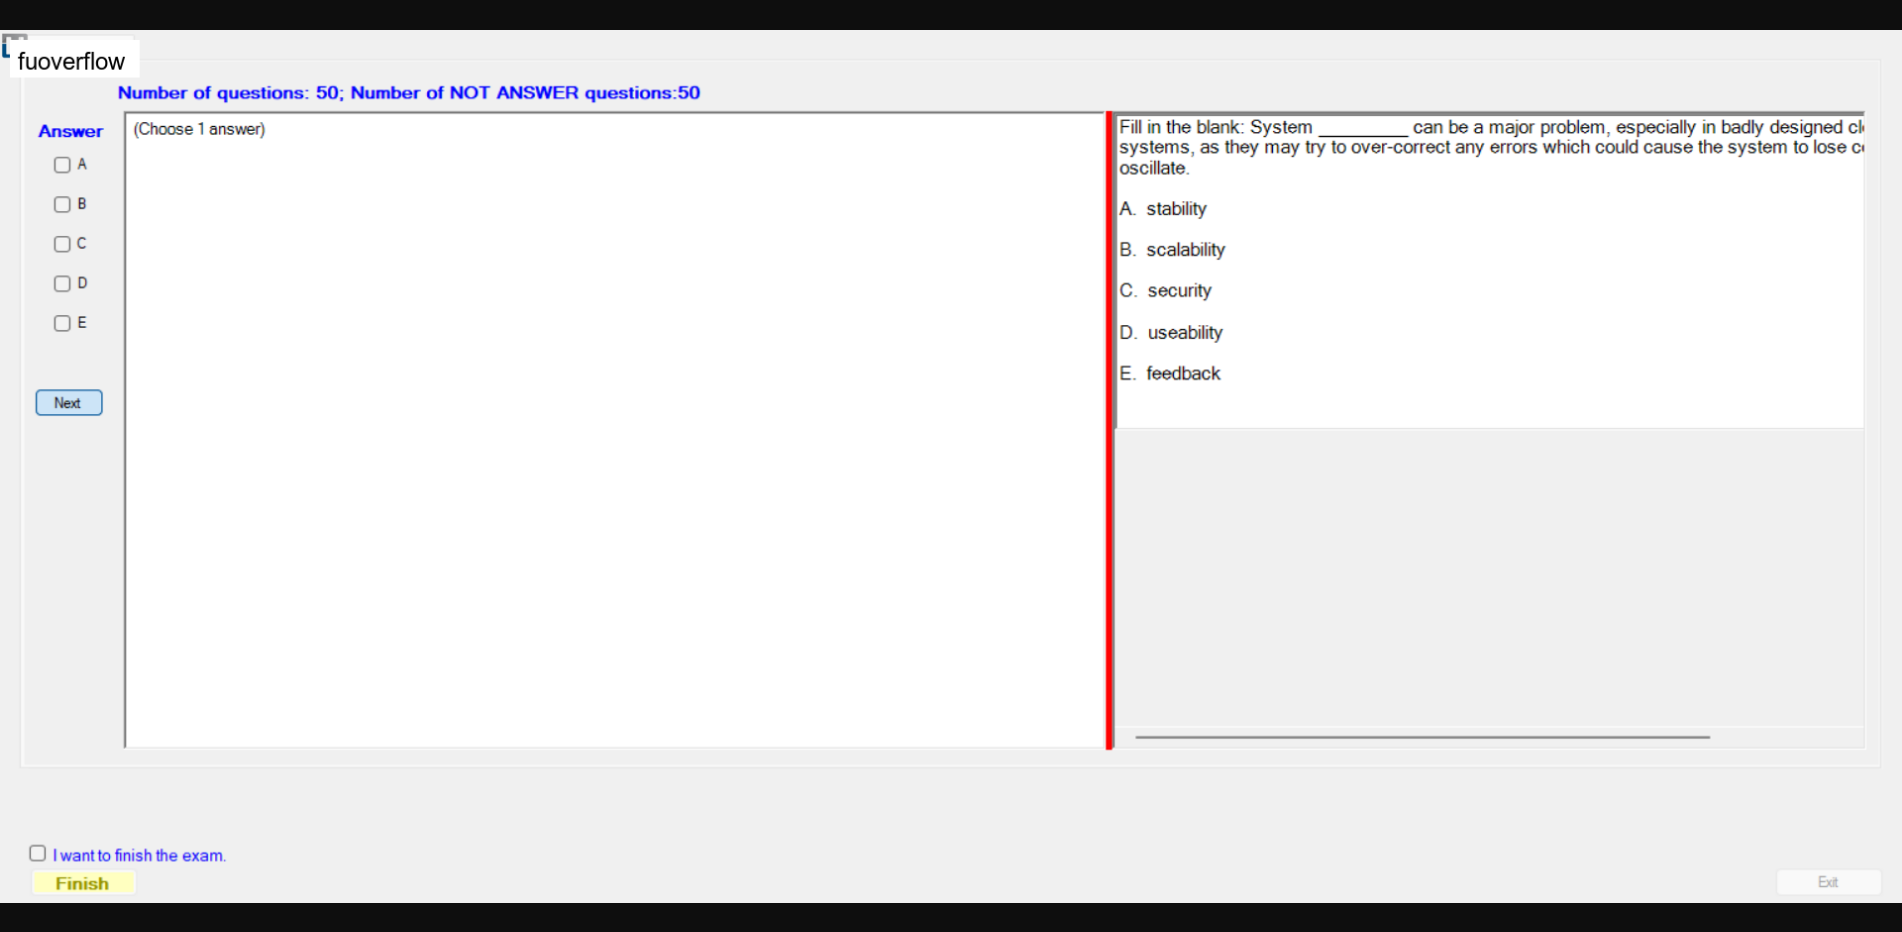 fuoverflow
Number of questions: 50; Number of NOT ANSWER questions:50
Answer
A
B
C
D
E
Next
(Choose 1 answer)
Fill in the blank: System _________ can be a major problem, especially in badly designed
systems, as they may try to over-correct any errors which could cause the system to lose
oscillate.
A. stability
B. scalability
C. security
D. useability
E. feedback
I want to finish the exam.
Finish
Exit